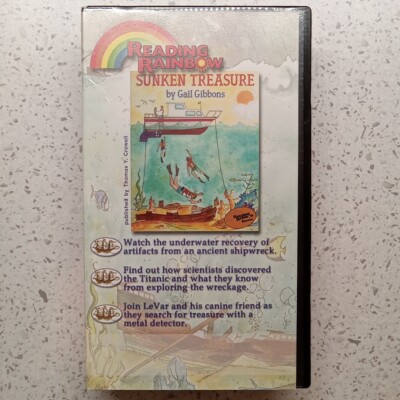 READING
RAINBOW
SUNKEN TREASURE
by Gail Gibbons
published by Thomas Y. Crowell
Watch the underwater recovery of
artifacts from an ancient shipwreck.
Find out how scientists discovered
the Titanic and what they know
from exploring the wreckage.
Join LeVar and his canine friend as
they search for treasure with a
metal detector.